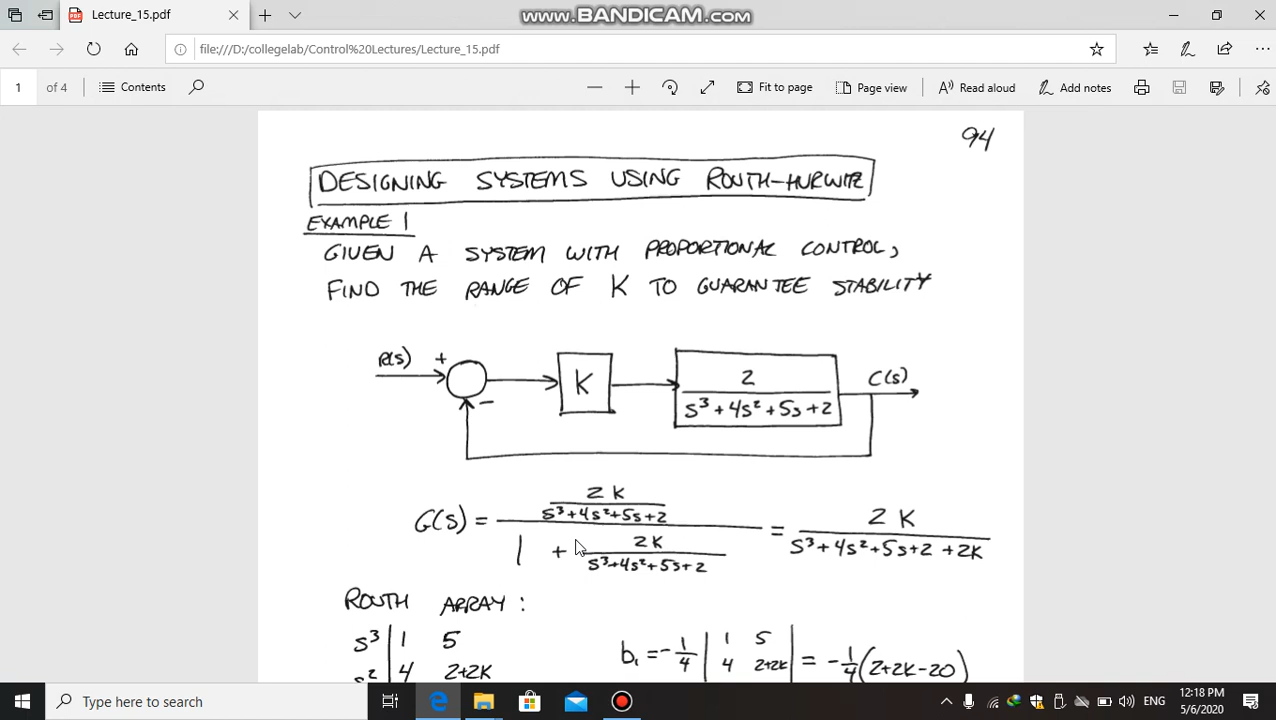 Lecture_15.pdf
www.BANDICAM.com
file:///D:/collegelab/Control%20Lectures/Lecture_15.pdf
1 of 4 Contents Fit to page Page view Read aloud Add notes
94
DESIGNING SYSTEMS USING ROUTH-HURWITZ
EXAMPLE 1
GIVEN A SYSTEM WITH PROPORTIONAL CONTROL,
FIND THE RANGE OF K TO GUARANTEE STABILITY
R(s) + - K 2 / (s³+4s²+5s+2) C(s)
G(s) = (2K / (s³+4s²+5s+2)) / (1 + 2K / (s³+4s²+5s+2)) = 2K / (s³+4s²+5s+2+2K)
ROUTH ARRAY:
s³ | 1 5
s² | 4 2+2K
b₁ = -1/4 | 1 5 ; 4 2+2K | = -1/4 (2+2K-20)
Type here to search
ENG 12:18 PM
5/6/2020